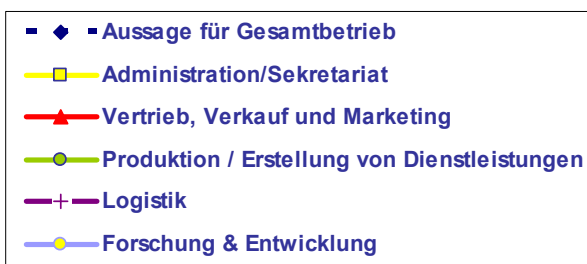 Aussage für Gesamtbetrieb
Administration/Sekretariat
Vertrieb, Verkauf und Marketing
Produktion / Erstellung von Dienstleistungen
Logistik
Forschung & Entwicklung